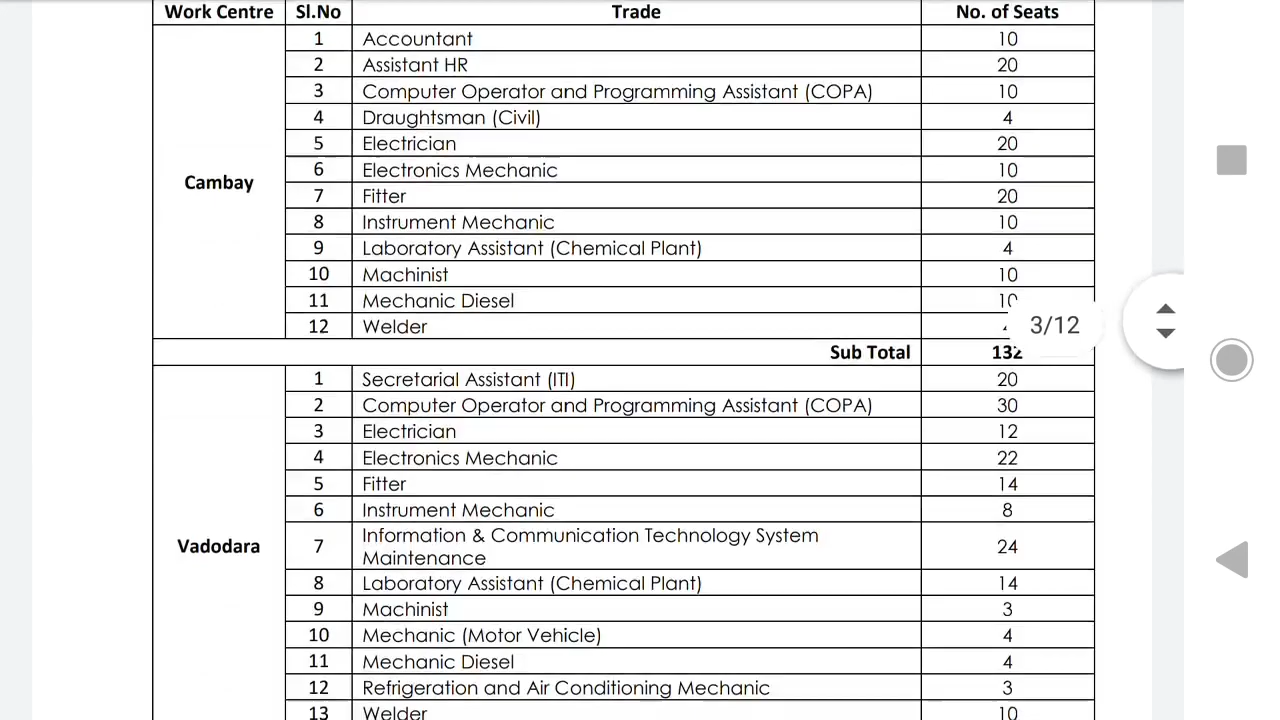 Work Centre Sl.No Trade No. of Seats
1 Accountant 10
2 Assistant HR 20
3 Computer Operator and Programming Assistant (COPA) 10
4 Draughtsman (Civil) 4
5 Electrician 20
6 Electronics Mechanic 10
Cambay
7 Fitter 20
8 Instrument Mechanic 10
9 Laboratory Assistant (Chemical Plant) 4
10 Machinist 10
11 Mechanic Diesel 10
12 Welder
3/12
Sub Total 132
1 Secretarial Assistant (ITI) 20
2 Computer Operator and Programming Assistant (COPA) 30
3 Electrician 12
4 Electronics Mechanic 22
5 Fitter 14
6 Instrument Mechanic 8
Vadodara 7 Information & Communication Technology System 24
Maintenance
8 Laboratory Assistant (Chemical Plant) 14
9 Machinist 3
10 Mechanic (Motor Vehicle) 4
11 Mechanic Diesel 4
12 Refrigeration and Air Conditioning Mechanic 3
13 Welder 10